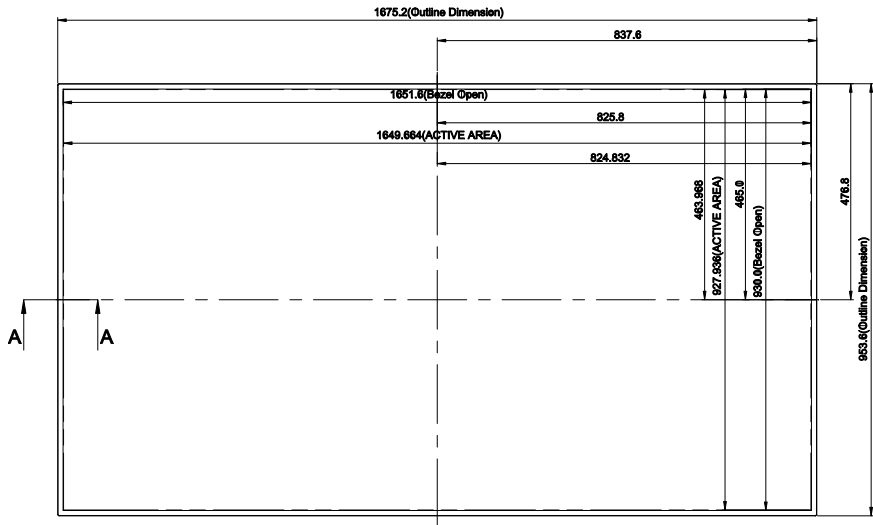 1675.2(Outline Dimension)
837.6
1651.6(Bezel Open)
825.8
1649.664(ACTIVE AREA)
824.832
463.968
927.936(ACTIVE AREA)
465.0
930.0(Bezel Open)
476.8
953.6(Outline Dimension)
A
A